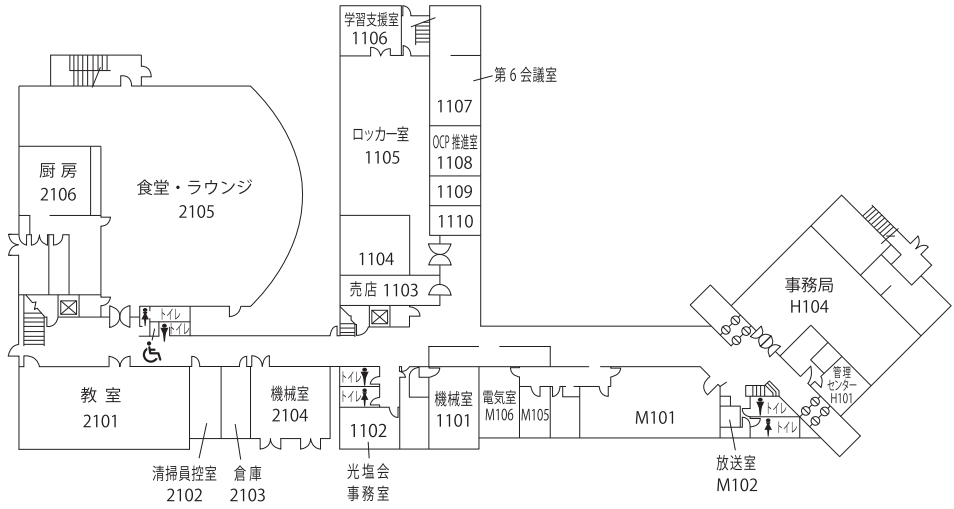 学習支援室
1106
第6会議室
1107
ロッカー室
1105
OCP推進室
1108
1109
1110
厨房
2106
食堂・ラウンジ
2105
1104
売店 1103
トイレ
トイレ
事務局
H104
管理
センター
H101
教室
2101
機械室
2104
トイレ
トイレ
1102
機械室
1101
電気室
M106
M105
M101
トイレ
トイレ
清掃員控室
2102
倉庫
2103
光塩会
事務室
放送室
M102